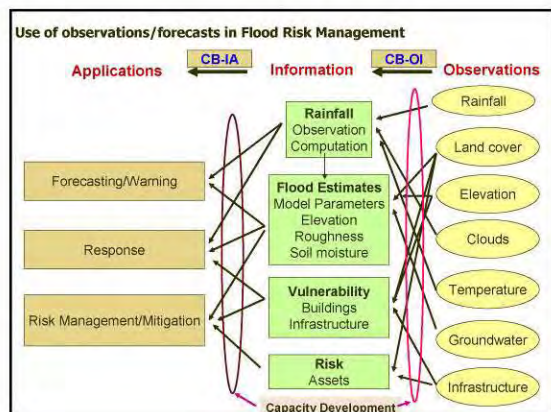 Use of observations/forecasts in Flood Risk Management
CB-IA
CB-OI
Applications
Information
Observations
Forecasting/Warning
Response
Risk Management/Mitigation
Rainfall
Observation
Computation
Flood Estimates
Model Parameters
Elevation
Roughness
Soil moisture
Vulnerability
Buildings
Infrastructure
Risk
Assets
Rainfall
Land cover
Elevation
Clouds
Temperature
Groundwater
Infrastructure
Capacity Development